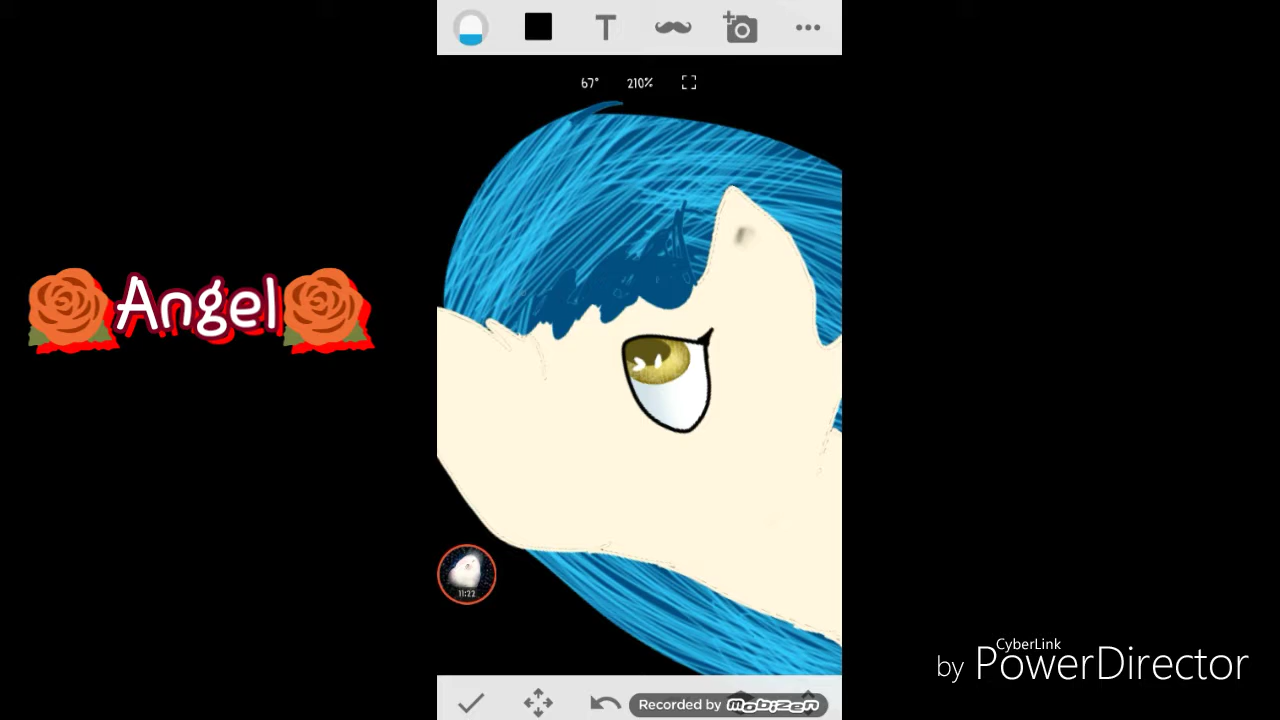 T
67° 210%
Angel
11:22
CyberLink
by PowerDirector
Recorded by mobizen